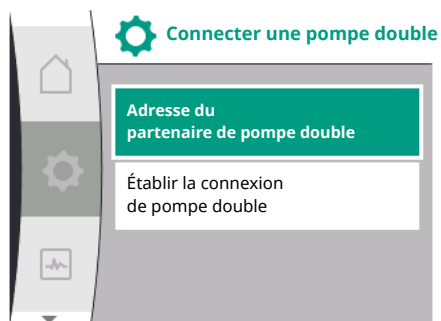 Connecter une pompe double
Adresse du
partenaire de pompe double
Établir la connexion
de pompe double